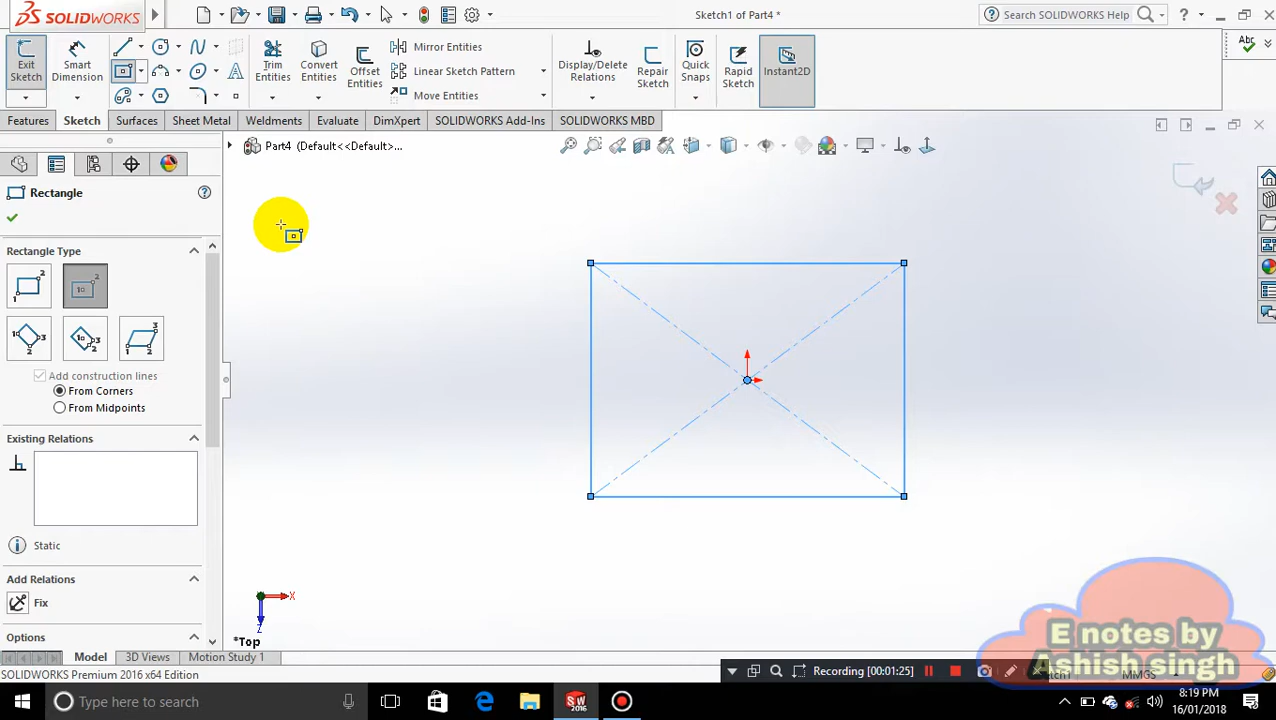 SOLIDWORKS
Sketch1 of Part4 *
Search SOLIDWORKS Help
Exit Sketch
Smart Dimension
Trim Entities
Convert Entities
Offset Entities
Mirror Entities
Linear Sketch Pattern
Move Entities
Display/Delete Relations
Repair Sketch
Quick Snaps
Rapid Sketch
Instant2D
Abc
Features
Sketch
Surfaces
Sheet Metal
Weldments
Evaluate
DimXpert
SOLIDWORKS Add-Ins
SOLIDWORKS MBD
Part4 (Default<<Default>...
Rectangle
Rectangle Type
Add construction lines
From Corners
From Midpoints
Existing Relations
Static
Add Relations
Fix
Options
X
Z
*Top
Model
3D Views
Motion Study 1
SOLIDWORKS Premium 2016 x64 Edition
Recording [00:01:25]
E notes by
Ashish singh
Sketch1
MMGS
Type here to search
8:19 PM
16/01/2018